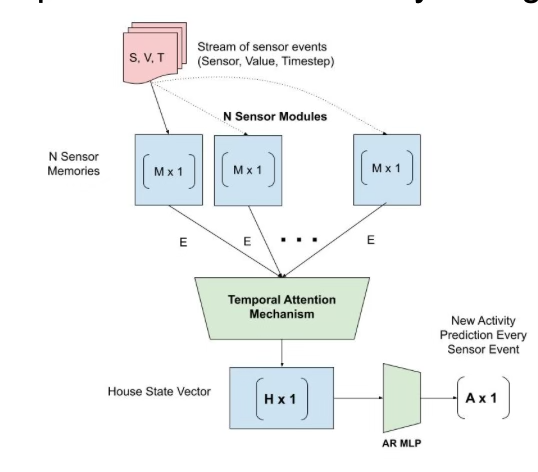 S, V, T
Stream of sensor events
(Sensor, Value, Timestep)
N Sensor Modules
N Sensor
Memories
M x 1
M x 1
M x 1
E
E
. . .
E
Temporal Attention
Mechanism
New Activity
Prediction Every
Sensor Event
House State Vector
H x 1
A x 1
AR MLP